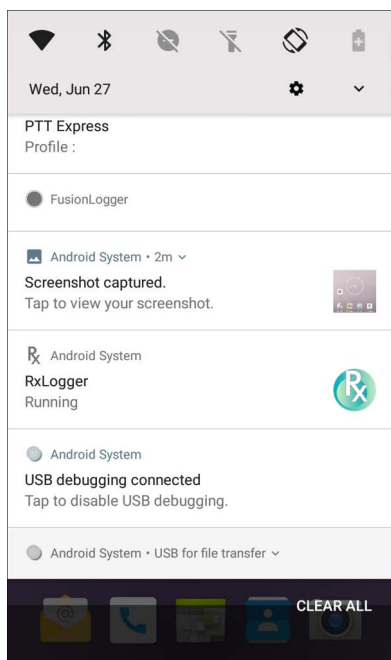 Wed, Jun 27
PTT Express
Profile :
FusionLogger
Android System • 2m
Screenshot captured.
Tap to view your screenshot.
Rx Android System
RxLogger
Running
Rx
Android System
USB debugging connected
Tap to disable USB debugging.
Android System • USB for file transfer
CLEAR ALL